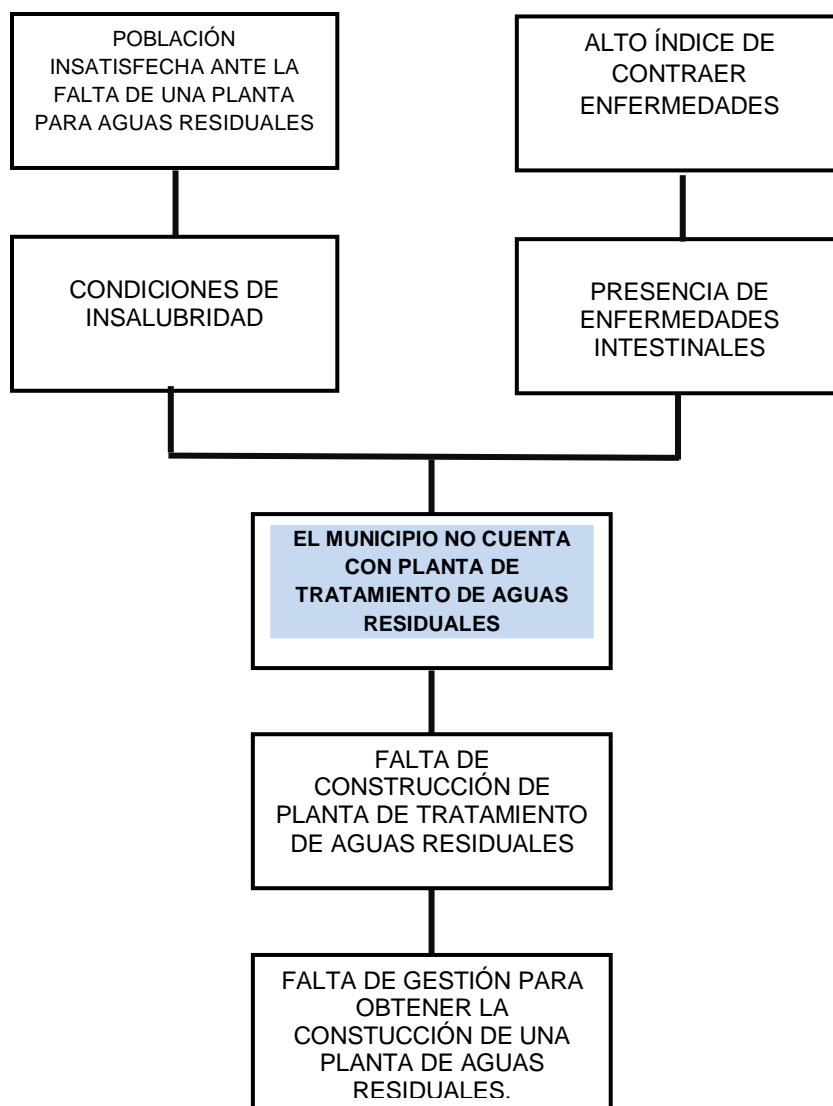 POBLACIÓN
INSATISFECHA ANTE LA
FALTA DE UNA PLANTA
PARA AGUAS RESIDUALES
ALTO ÍNDICE DE
CONTRAER
ENFERMEDADES
CONDICIONES DE
INSALUBRIDAD
PRESENCIA DE
ENFERMEDADES
INTESTINALES
EL MUNICIPIO NO CUENTA
CON PLANTA DE
TRATAMIENTO DE AGUAS
RESIDUALES
FALTA DE
CONSTRUCCIÓN DE
PLANTA DE TRATAMIENTO
DE AGUAS RESIDUALES
FALTA DE GESTIÓN PARA
OBTENER LA
CONSTUCCIÓN DE UNA
PLANTA DE AGUAS
RESIDUALES.